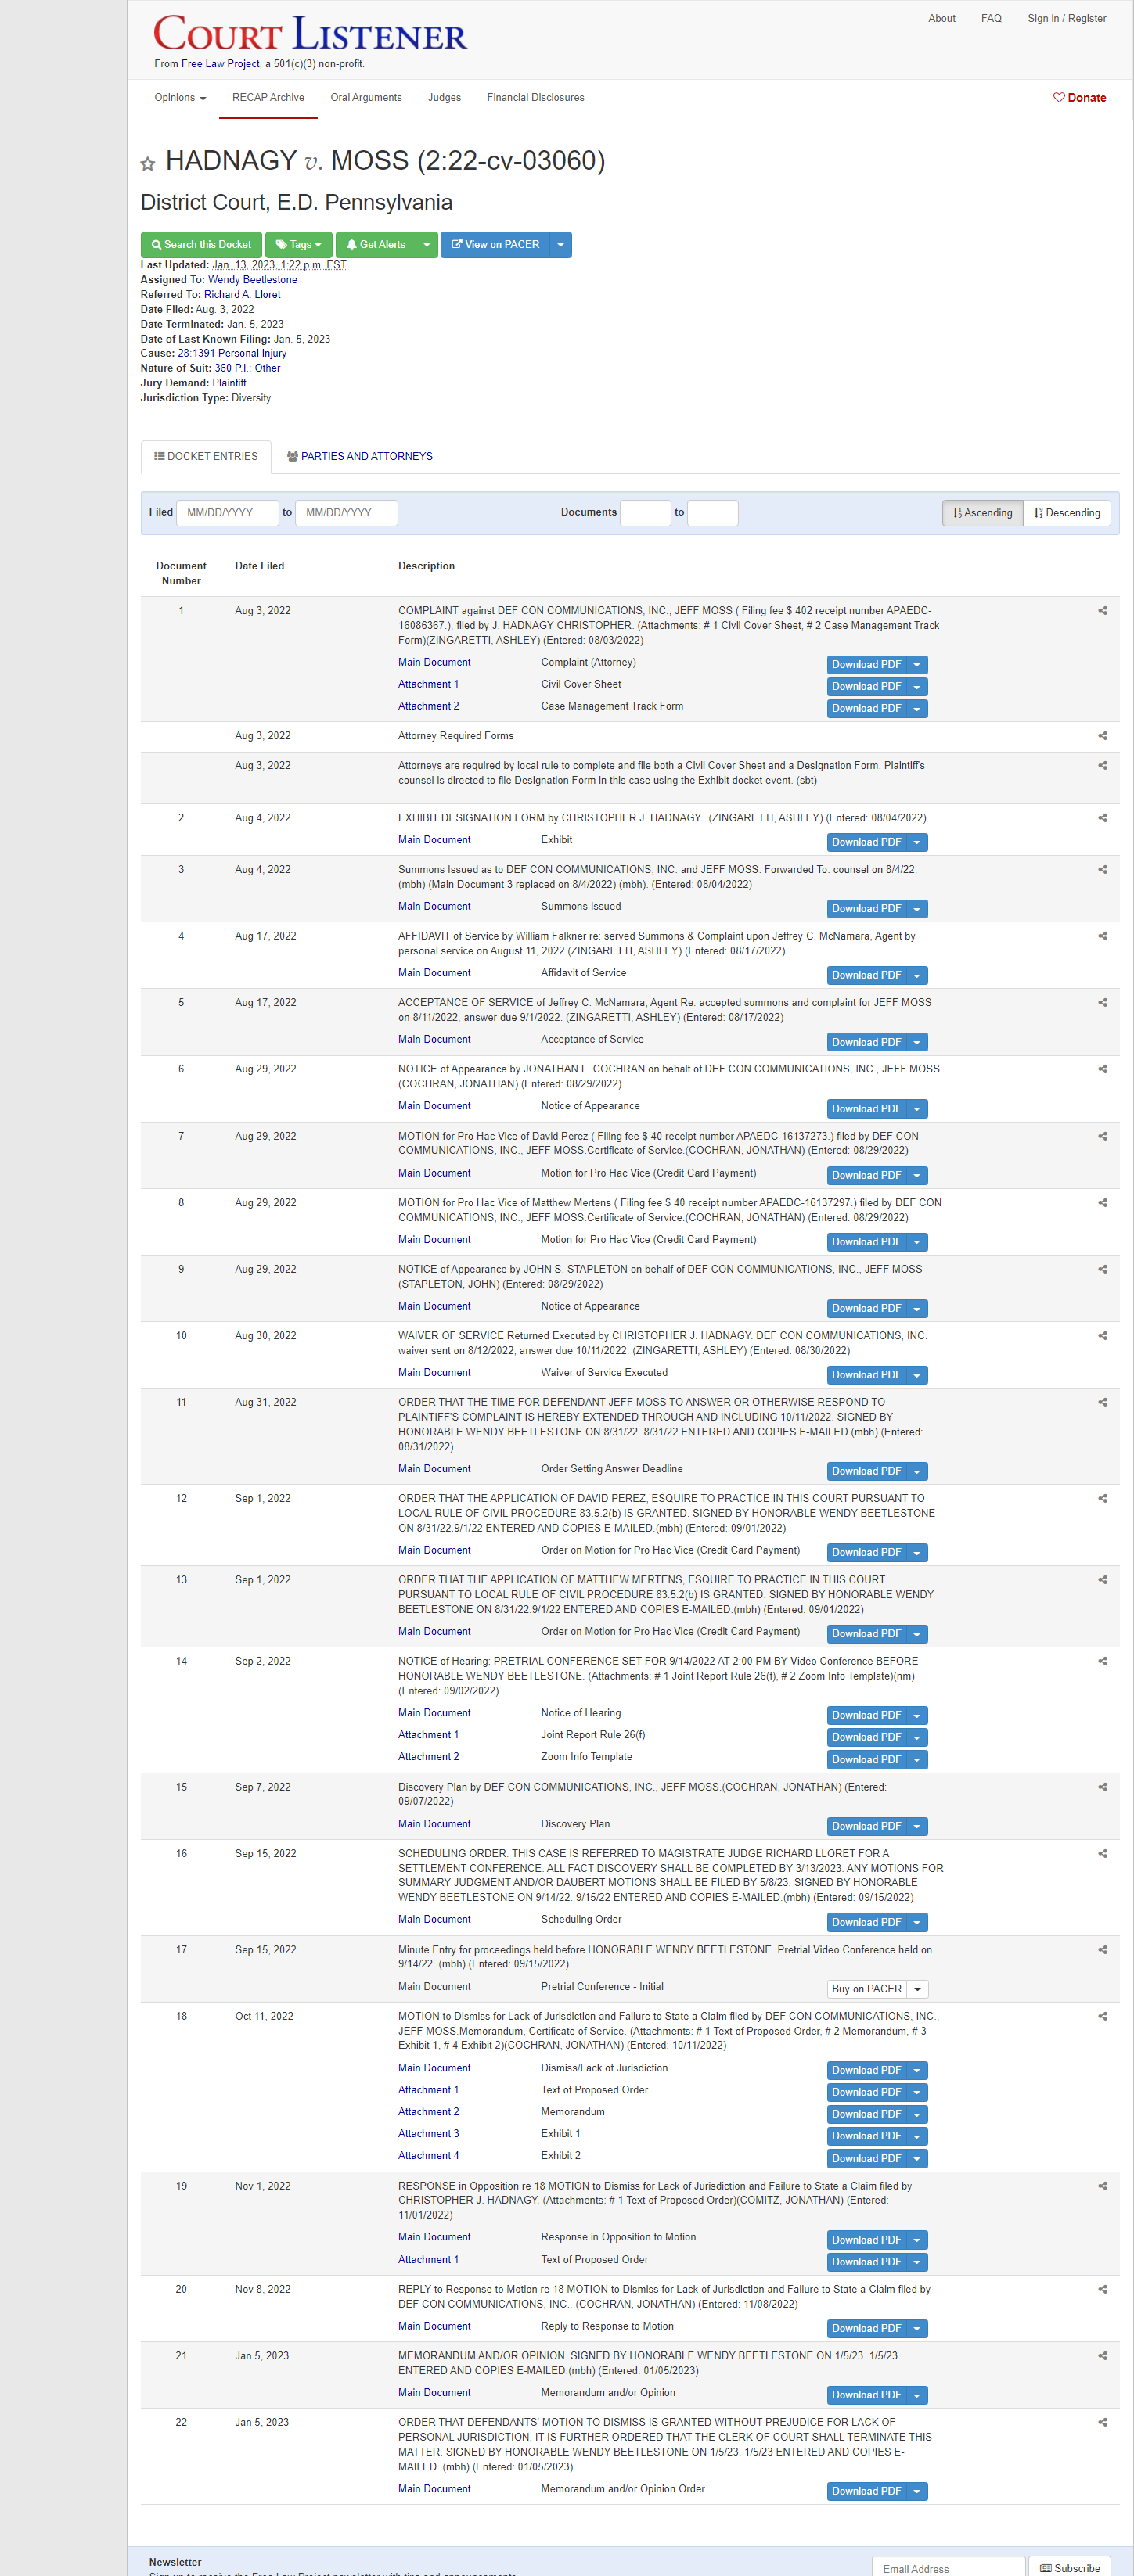 COURT LISTENER
From Free Law Project, a 501(c)(3) non-profit.
About FAQ Sign in / Register
Opinions RECAP Archive Oral Arguments Judges Financial Disclosures Donate
HADNAGY v. MOSS (2:22-cv-03060)
District Court, E.D. Pennsylvania
Search this Docket Tags Get Alerts View on PACER
Last Updated: Jan. 13, 2023, 1:22 p.m. EST
Assigned To: Wendy Beetlestone
Referred To: Richard A. Lloret
Date Filed: Aug. 3, 2022
Date Terminated: Jan. 5, 2023
Date of Last Known Filing: Jan. 5, 2023
Cause: 28:1391 Personal Injury
Nature of Suit: 360 P.I.: Other
Jury Demand: Plaintiff
Jurisdiction Type: Diversity
DOCKET ENTRIES PARTIES AND ATTORNEYS
Filed MM/DD/YYYY to MM/DD/YYYY Documents to Ascending Descending
Document Date Filed Description
Number
1 Aug 3, 2022 COMPLAINT against DEF CON COMMUNICATIONS, INC., JEFF MOSS ( Filing fee $ 402 receipt number APAEDC-
16086367.), filed by J. HADNAGY CHRISTOPHER. (Attachments: # 1 Civil Cover Sheet, # 2 Case Management Track
Form)(ZINGARETTI, ASHLEY) (Entered: 08/03/2022)
Main Document Complaint (Attorney) Download PDF
Attachment 1 Civil Cover Sheet Download PDF
Attachment 2 Case Management Track Form Download PDF
Aug 3, 2022 Attorney Required Forms
Aug 3, 2022 Attorneys are required by local rule to complete and file both a Civil Cover Sheet and a Designation Form. Plaintiff's
counsel is directed to file Designation Form in this case using the Exhibit docket event. (sbt)
2 Aug 4, 2022 EXHIBIT DESIGNATION FORM by CHRISTOPHER J. HADNAGY.. (ZINGARETTI, ASHLEY) (Entered: 08/04/2022)
Main Document Exhibit Download PDF
3 Aug 4, 2022 Summons Issued as to DEF CON COMMUNICATIONS, INC. and JEFF MOSS. Forwarded To: counsel on 8/4/22.
(mbh) (Main Document 3 replaced on 8/4/2022) (mbh). (Entered: 08/04/2022)
Main Document Summons Issued Download PDF
4 Aug 17, 2022 AFFIDAVIT of Service by William Falkner re: served Summons & Complaint upon Jeffrey C. McNamara, Agent by
personal service on August 11, 2022 (ZINGARETTI, ASHLEY) (Entered: 08/17/2022)
Main Document Affidavit of Service Download PDF
5 Aug 17, 2022 ACCEPTANCE OF SERVICE of Jeffrey C. McNamara, Agent Re: accepted summons and complaint for JEFF MOSS
on 8/11/2022, answer due 9/1/2022. (ZINGARETTI, ASHLEY) (Entered: 08/17/2022)
Main Document Acceptance of Service Download PDF
6 Aug 29, 2022 NOTICE of Appearance by JONATHAN L. COCHRAN on behalf of DEF CON COMMUNICATIONS, INC., JEFF MOSS
(COCHRAN, JONATHAN) (Entered: 08/29/2022)
Main Document Notice of Appearance Download PDF
7 Aug 29, 2022 MOTION for Pro Hac Vice of David Perez ( Filing fee $ 40 receipt number APAEDC-16137273.) filed by DEF CON
COMMUNICATIONS, INC., JEFF MOSS.Certificate of Service.(COCHRAN, JONATHAN) (Entered: 08/29/2022)
Main Document Motion for Pro Hac Vice (Credit Card Payment) Download PDF
8 Aug 29, 2022 MOTION for Pro Hac Vice of Matthew Mertens ( Filing fee $ 40 receipt number APAEDC-16137297.) filed by DEF CON
COMMUNICATIONS, INC., JEFF MOSS.Certificate of Service.(COCHRAN, JONATHAN) (Entered: 08/29/2022)
Main Document Motion for Pro Hac Vice (Credit Card Payment) Download PDF
9 Aug 29, 2022 NOTICE of Appearance by JOHN S. STAPLETON on behalf of DEF CON COMMUNICATIONS, INC., JEFF MOSS
(STAPLETON, JOHN) (Entered: 08/29/2022)
Main Document Notice of Appearance Download PDF
10 Aug 30, 2022 WAIVER OF SERVICE Returned Executed by CHRISTOPHER J. HADNAGY. DEF CON COMMUNICATIONS, INC.
waiver sent on 8/12/2022, answer due 10/11/2022. (ZINGARETTI, ASHLEY) (Entered: 08/30/2022)
Main Document Waiver of Service Executed Download PDF
11 Aug 31, 2022 ORDER THAT THE TIME FOR DEFENDANT JEFF MOSS TO ANSWER OR OTHERWISE RESPOND TO
PLAINTIFF'S COMPLAINT IS HEREBY EXTENDED THROUGH AND INCLUDING 10/11/2022. SIGNED BY
HONORABLE WENDY BEETLESTONE ON 8/31/22. 8/31/22 ENTERED AND COPIES E-MAILED.(mbh) (Entered:
08/31/2022)
Main Document Order Setting Answer Deadline Download PDF
12 Sep 1, 2022 ORDER THAT THE APPLICATION OF DAVID PEREZ, ESQUIRE TO PRACTICE IN THIS COURT PURSUANT TO
LOCAL RULE OF CIVIL PROCEDURE 83.5.2(b) IS GRANTED. SIGNED BY HONORABLE WENDY BEETLESTONE
ON 8/31/22.9/1/22 ENTERED AND COPIES E-MAILED.(mbh) (Entered: 09/01/2022)
Main Document Order on Motion for Pro Hac Vice (Credit Card Payment) Download PDF
13 Sep 1, 2022 ORDER THAT THE APPLICATION OF MATTHEW MERTENS, ESQUIRE TO PRACTICE IN THIS COURT
PURSUANT TO LOCAL RULE OF CIVIL PROCEDURE 83.5.2(b) IS GRANTED. SIGNED BY HONORABLE WENDY
BEETLESTONE ON 8/31/22.9/1/22 ENTERED AND COPIES E-MAILED.(mbh) (Entered: 09/01/2022)
Main Document Order on Motion for Pro Hac Vice (Credit Card Payment) Download PDF
14 Sep 2, 2022 NOTICE of Hearing: PRETRIAL CONFERENCE SET FOR 9/14/2022 AT 2:00 PM BY Video Conference BEFORE
HONORABLE WENDY BEETLESTONE. (Attachments: # 1 Joint Report Rule 26(f), # 2 Zoom Info Template)(nm)
(Entered: 09/02/2022)
Main Document Notice of Hearing Download PDF
Attachment 1 Joint Report Rule 26(f) Download PDF
Attachment 2 Zoom Info Template Download PDF
15 Sep 7, 2022 Discovery Plan by DEF CON COMMUNICATIONS, INC., JEFF MOSS.(COCHRAN, JONATHAN) (Entered:
09/07/2022)
Main Document Discovery Plan Download PDF
16 Sep 15, 2022 SCHEDULING ORDER: THIS CASE IS REFERRED TO MAGISTRATE JUDGE RICHARD LLORET FOR A
SETTLEMENT CONFERENCE. ALL FACT DISCOVERY SHALL BE COMPLETED BY 3/13/2023. ANY MOTIONS FOR
SUMMARY JUDGMENT AND/OR DAUBERT MOTIONS SHALL BE FILED BY 5/8/23. SIGNED BY HONORABLE
WENDY BEETLESTONE ON 9/14/22. 9/15/22 ENTERED AND COPIES E-MAILED.(mbh) (Entered: 09/15/2022)
Main Document Scheduling Order Download PDF
17 Sep 15, 2022 Minute Entry for proceedings held before HONORABLE WENDY BEETLESTONE. Pretrial Video Conference held on
9/14/22. (mbh) (Entered: 09/15/2022)
Main Document Pretrial Conference - Initial Buy on PACER
18 Oct 11, 2022 MOTION to Dismiss for Lack of Jurisdiction and Failure to State a Claim filed by DEF CON COMMUNICATIONS, INC.,
JEFF MOSS.Memorandum, Certificate of Service. (Attachments: # 1 Text of Proposed Order, # 2 Memorandum, # 3
Exhibit 1, # 4 Exhibit 2)(COCHRAN, JONATHAN) (Entered: 10/11/2022)
Main Document Dismiss/Lack of Jurisdiction Download PDF
Attachment 1 Text of Proposed Order Download PDF
Attachment 2 Memorandum Download PDF
Attachment 3 Exhibit 1 Download PDF
Attachment 4 Exhibit 2 Download PDF
19 Nov 1, 2022 RESPONSE in Opposition re 18 MOTION to Dismiss for Lack of Jurisdiction and Failure to State a Claim filed by
CHRISTOPHER J. HADNAGY. (Attachments: # 1 Text of Proposed Order)(COMITZ, JONATHAN) (Entered:
11/01/2022)
Main Document Response in Opposition to Motion Download PDF
Attachment 1 Text of Proposed Order Download PDF
20 Nov 8, 2022 REPLY to Response to Motion re 18 MOTION to Dismiss for Lack of Jurisdiction and Failure to State a Claim filed by
DEF CON COMMUNICATIONS, INC.. (COCHRAN, JONATHAN) (Entered: 11/08/2022)
Main Document Reply to Response to Motion Download PDF
21 Jan 5, 2023 MEMORANDUM AND/OR OPINION. SIGNED BY HONORABLE WENDY BEETLESTONE ON 1/5/23. 1/5/23
ENTERED AND COPIES E-MAILED.(mbh) (Entered: 01/05/2023)
Main Document Memorandum and/or Opinion Download PDF
22 Jan 5, 2023 ORDER THAT DEFENDANTS' MOTION TO DISMISS IS GRANTED WITHOUT PREJUDICE FOR LACK OF
PERSONAL JURISDICTION. IT IS FURTHER ORDERED THAT THE CLERK OF COURT SHALL TERMINATE THIS
MATTER. SIGNED BY HONORABLE WENDY BEETLESTONE ON 1/5/23. 1/5/23 ENTERED AND COPIES E-
MAILED. (mbh) (Entered: 01/05/2023)
Main Document Memorandum and/or Opinion Order Download PDF
Newsletter
Email Address Subscribe